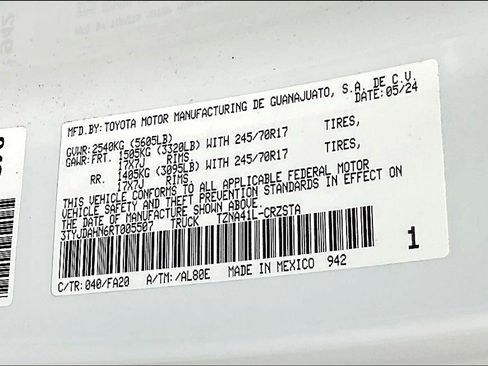 MFD.BY:TOYOTA MOTOR MANUFACTURING DE GUANAJUATO, S.A. DE C.V.
DATE:05/24
GVWR:2540KG (5605LB)
GAWR:FRT. 1505KG (3320LB) WITH 245/70R17 TIRES,
17X7J RIMS,
RR. 1405KG (3095LB) WITH 245/70R17 TIRES,
17X7J RIMS
THIS VEHICLE CONFORMS TO ALL APPLICABLE FEDERAL MOTOR
VEHICLE SAFETY AND THEFT PREVENTION STANDARDS IN EFFECT ON
THE DATE OF MANUFACTURE SHOWN ABOVE.
3TYJDAHN6RT005507 TRUCK TZNA41L-CRZSTA
C/TR:040/FA20 A/TM:/AL80E MADE IN MEXICO 942
1